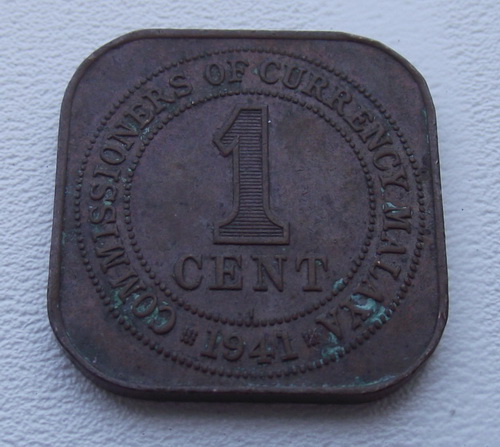 COMMISSIONERS OF CURRENCY MALAYA
1
CENT
1941